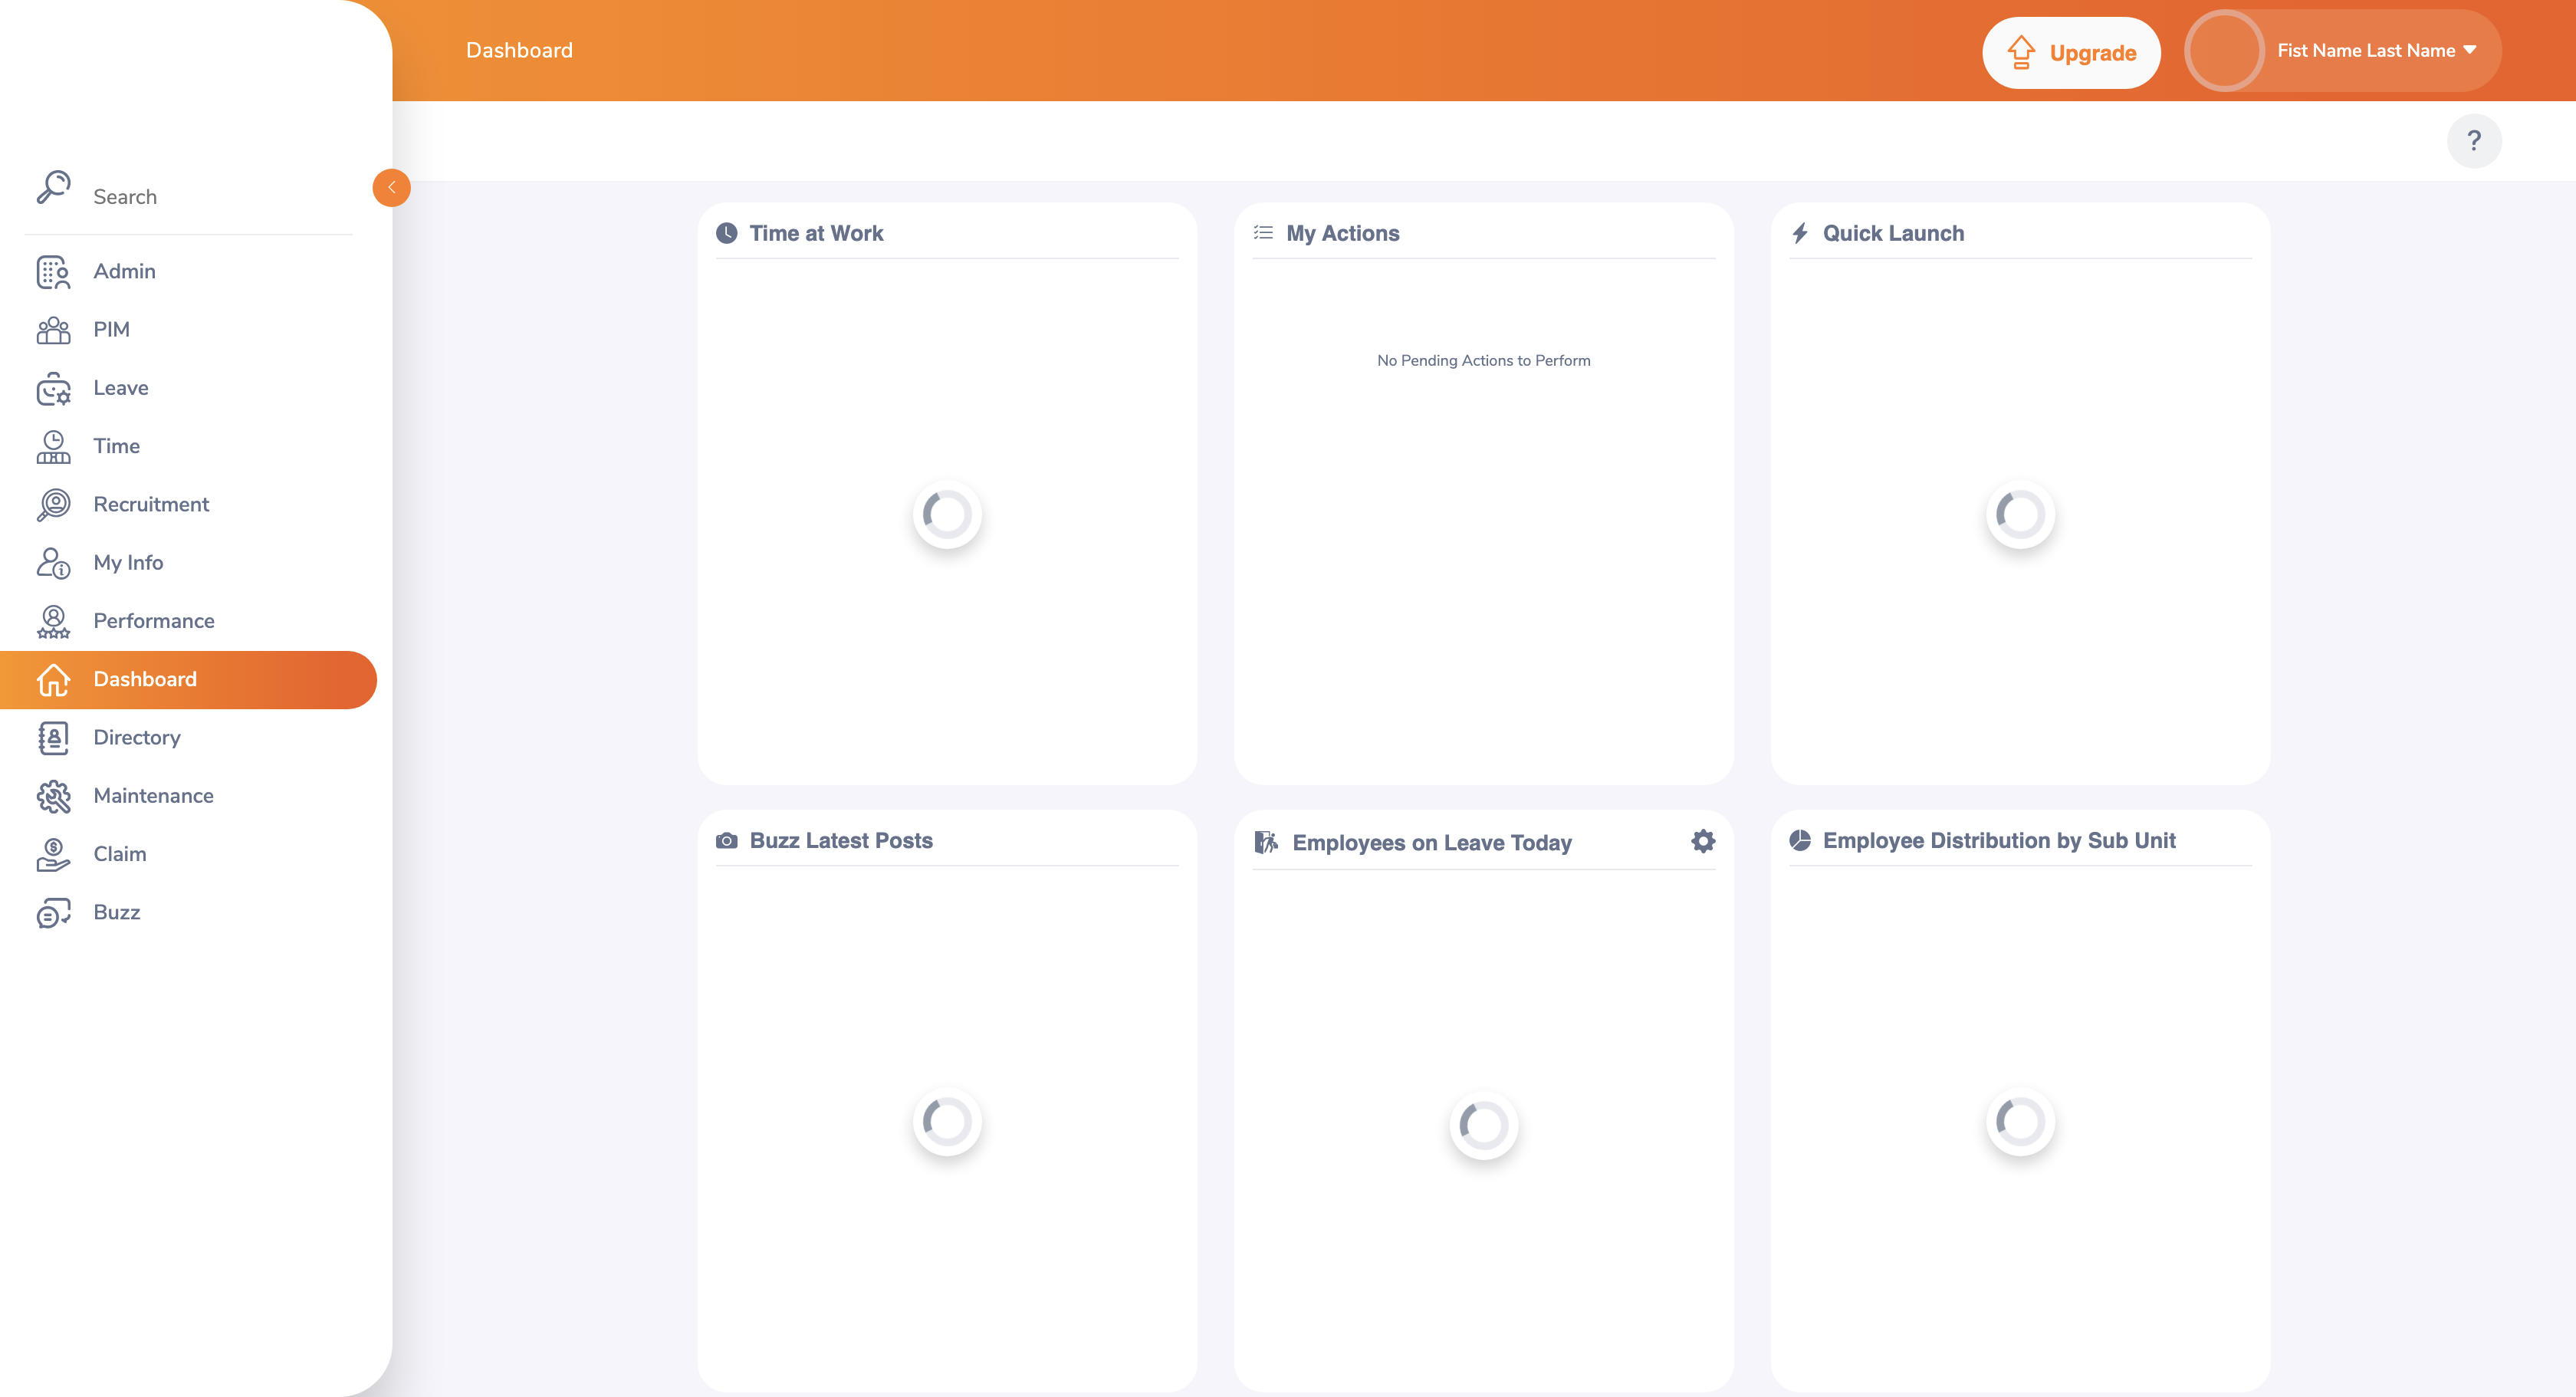 Dashboard
Upgrade
Fist Name Last Name
?
Search
Admin
PIM
Leave
Time
Recruitment
My Info
Performance
Dashboard
Directory
Maintenance
Claim
Buzz
Time at Work
My Actions
No Pending Actions to Perform
Quick Launch
Buzz Latest Posts
Employees on Leave Today
Employee Distribution by Sub Unit